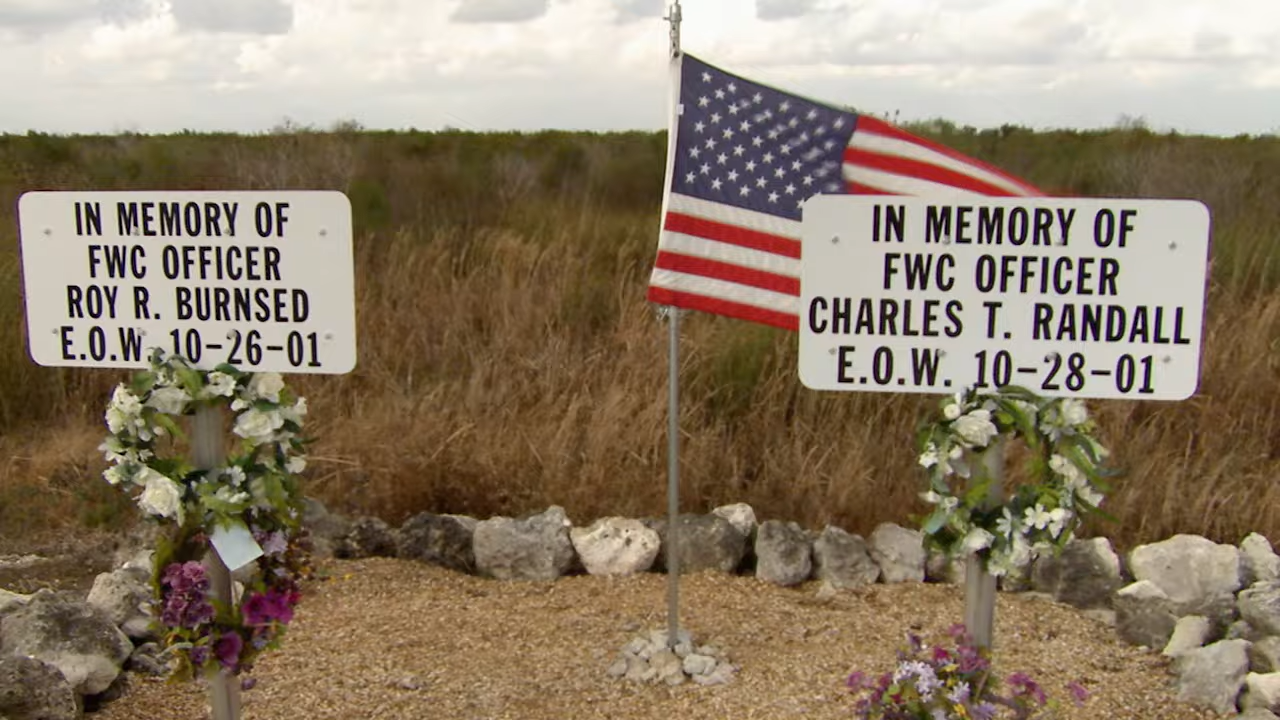 IN MEMORY OF
FWC OFFICER
ROY R. BURNSED
E.O.W. 10-26-01
IN MEMORY OF
FWC OFFICER
CHARLES T. RANDALL
E.O.W. 10-28-01